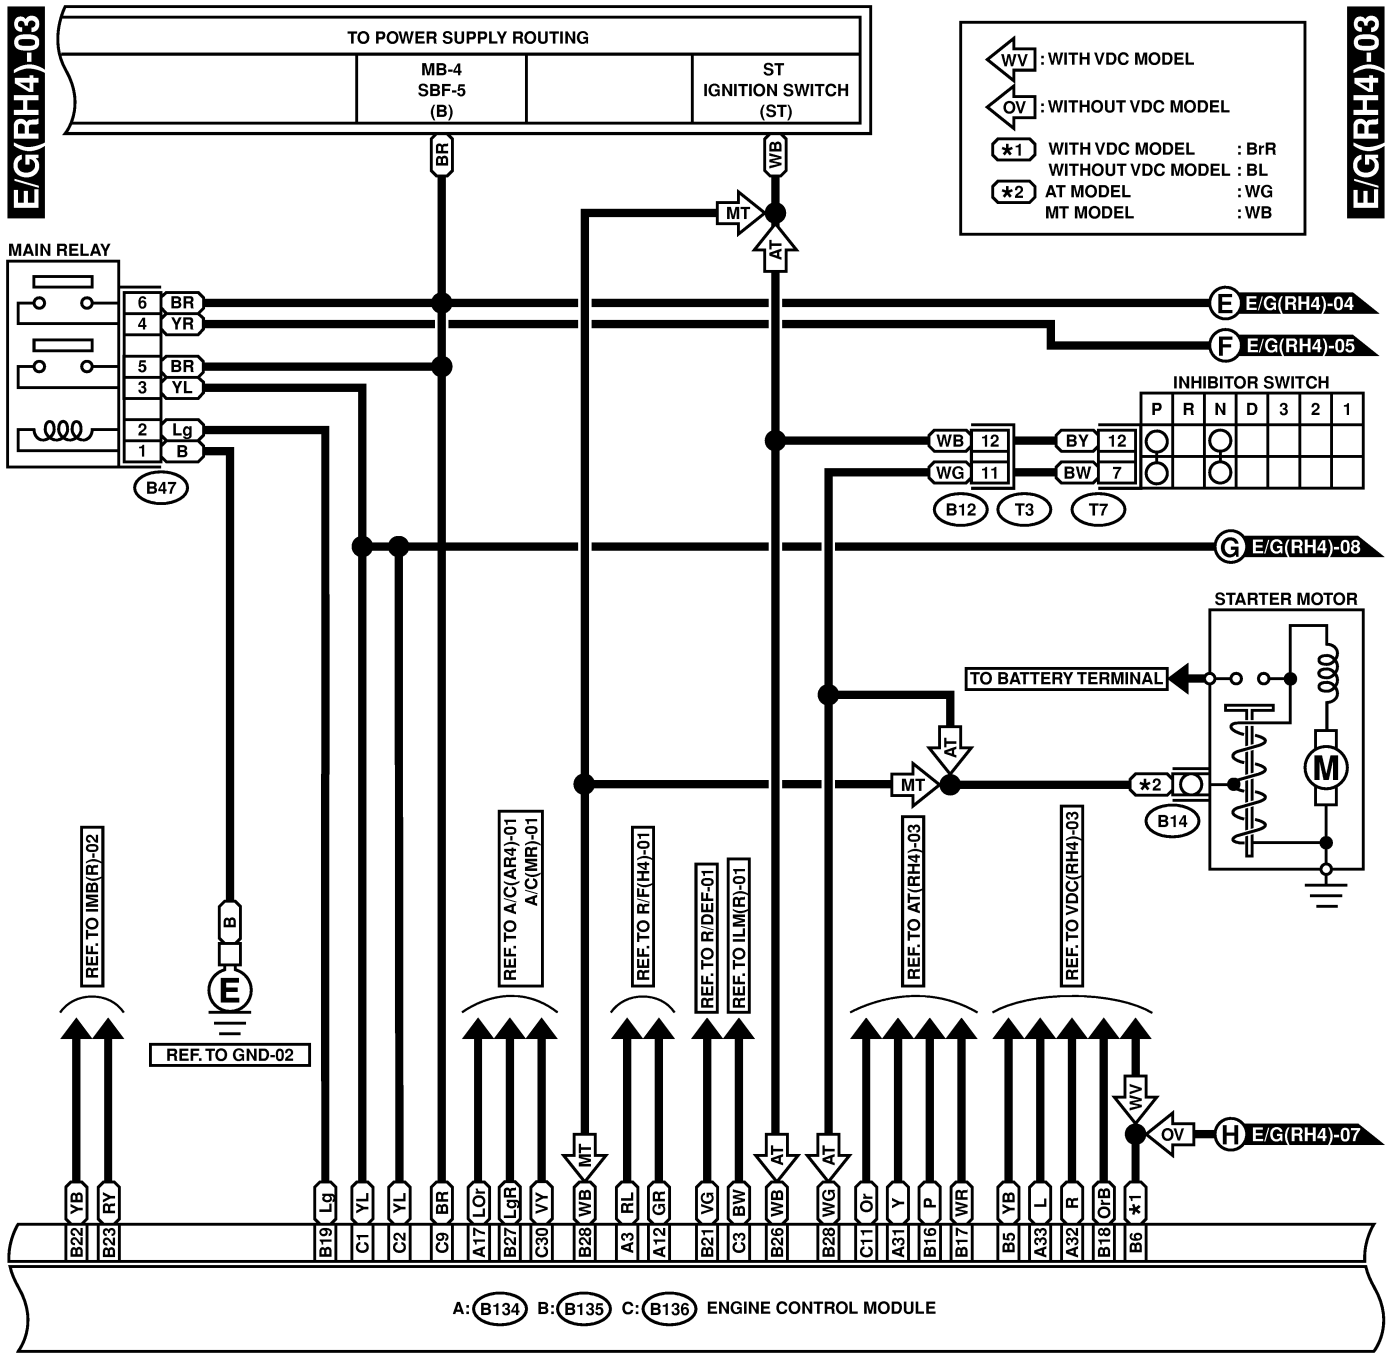 E/G(RH4)-03
TO POWER SUPPLY ROUTING
MB-4
SBF-5
(B)
ST
IGNITION SWITCH
(ST)
BR
WB
WV : WITH VDC MODEL
OV : WITHOUT VDC MODEL
*1 WITH VDC MODEL : BrR
WITHOUT VDC MODEL : BL
*2 AT MODEL : WG
MT MODEL : WB
E/G(RH4)-03
MT
AT
MAIN RELAY
6 BR
4 YR
5 BR
3 YL
2 Lg
1 B
B47
E E/G(RH4)-04
F E/G(RH4)-05
INHIBITOR SWITCH
P R N D 3 2 1
WB 12 BY 12
WG 11 BW 7
B12 T3 T7
G E/G(RH4)-08
STARTER MOTOR
TO BATTERY TERMINAL
AT
MT
*2
M
B14
REF. TO IMB(R)-02
B
E
REF. TO GND-02
REF. TO A/C(AR4)-01
A/C(MR)-01
REF. TO R/F(H4)-01
REF. TO R/DEF-01
REF. TO ILM(R)-01
REF. TO AT(RH4)-03
REF. TO VDC(RH4)-03
WV
OV
H E/G(RH4)-07
MT AT AT
YB RY Lg YL YL BR LOr LgR VY WB RL GR VG BW WB WG Or Y P WR YB L R OrB *1
B22 B23 B19 C1 C2 C9 A17 B27 C30 B28 A3 A12 B21 C3 B26 B28 C11 A31 B16 B17 B5 A33 A32 B18 B6
A: B134 B: B135 C: B136 ENGINE CONTROL MODULE